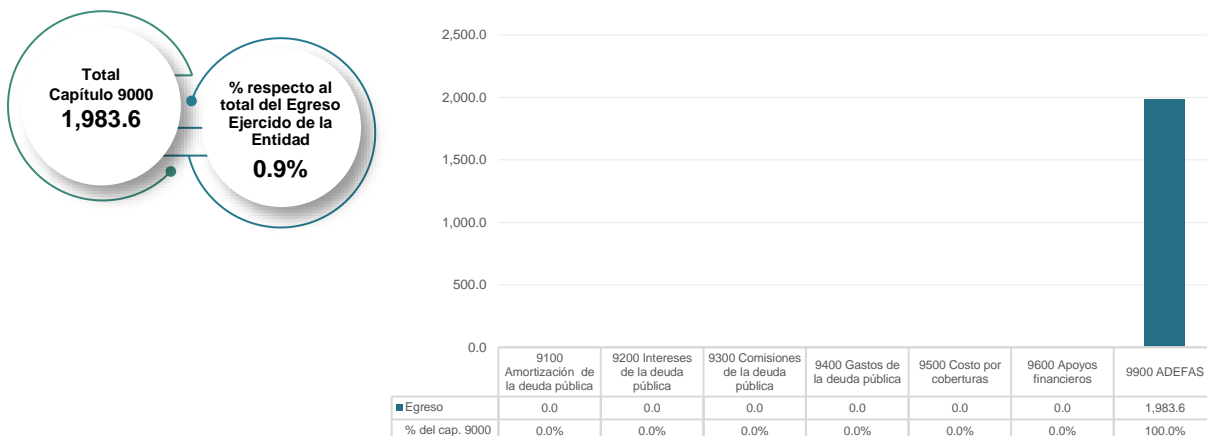 Total
Capítulo 9000
1,983.6
% respecto al
total del Egreso
Ejercido de la
Entidad
0.9%
2,500.0
2,000.0
1,500.0
1,000.0
500.0
0.0
9100
Amortización de
la deuda pública
9200 Intereses
de la deuda
pública
9300 Comisiones
de la deuda
pública
9400 Gastos de
la deuda pública
9500 Costo por
coberturas
9600 Apoyos
financieros
9900 ADEFAS
Egreso 0.0 0.0 0.0 0.0 0.0 0.0 1,983.6
% del cap. 9000 0.0% 0.0% 0.0% 0.0% 0.0% 0.0% 100.0%